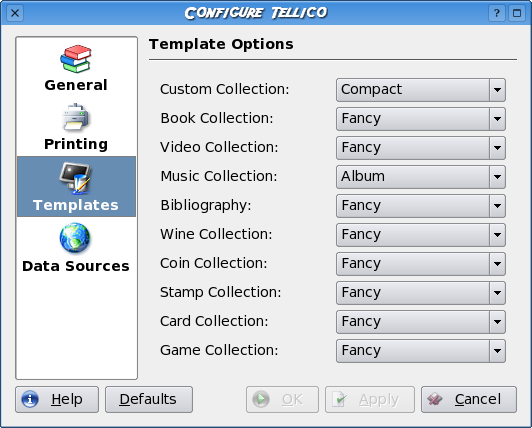 Configure Tellico
?
General
Printing
Templates
Data Sources
Template Options
Custom Collection: Compact
Book Collection: Fancy
Video Collection: Fancy
Music Collection: Album
Bibliography: Fancy
Wine Collection: Fancy
Coin Collection: Fancy
Stamp Collection: Fancy
Card Collection: Fancy
Game Collection: Fancy
Help Defaults OK Apply Cancel